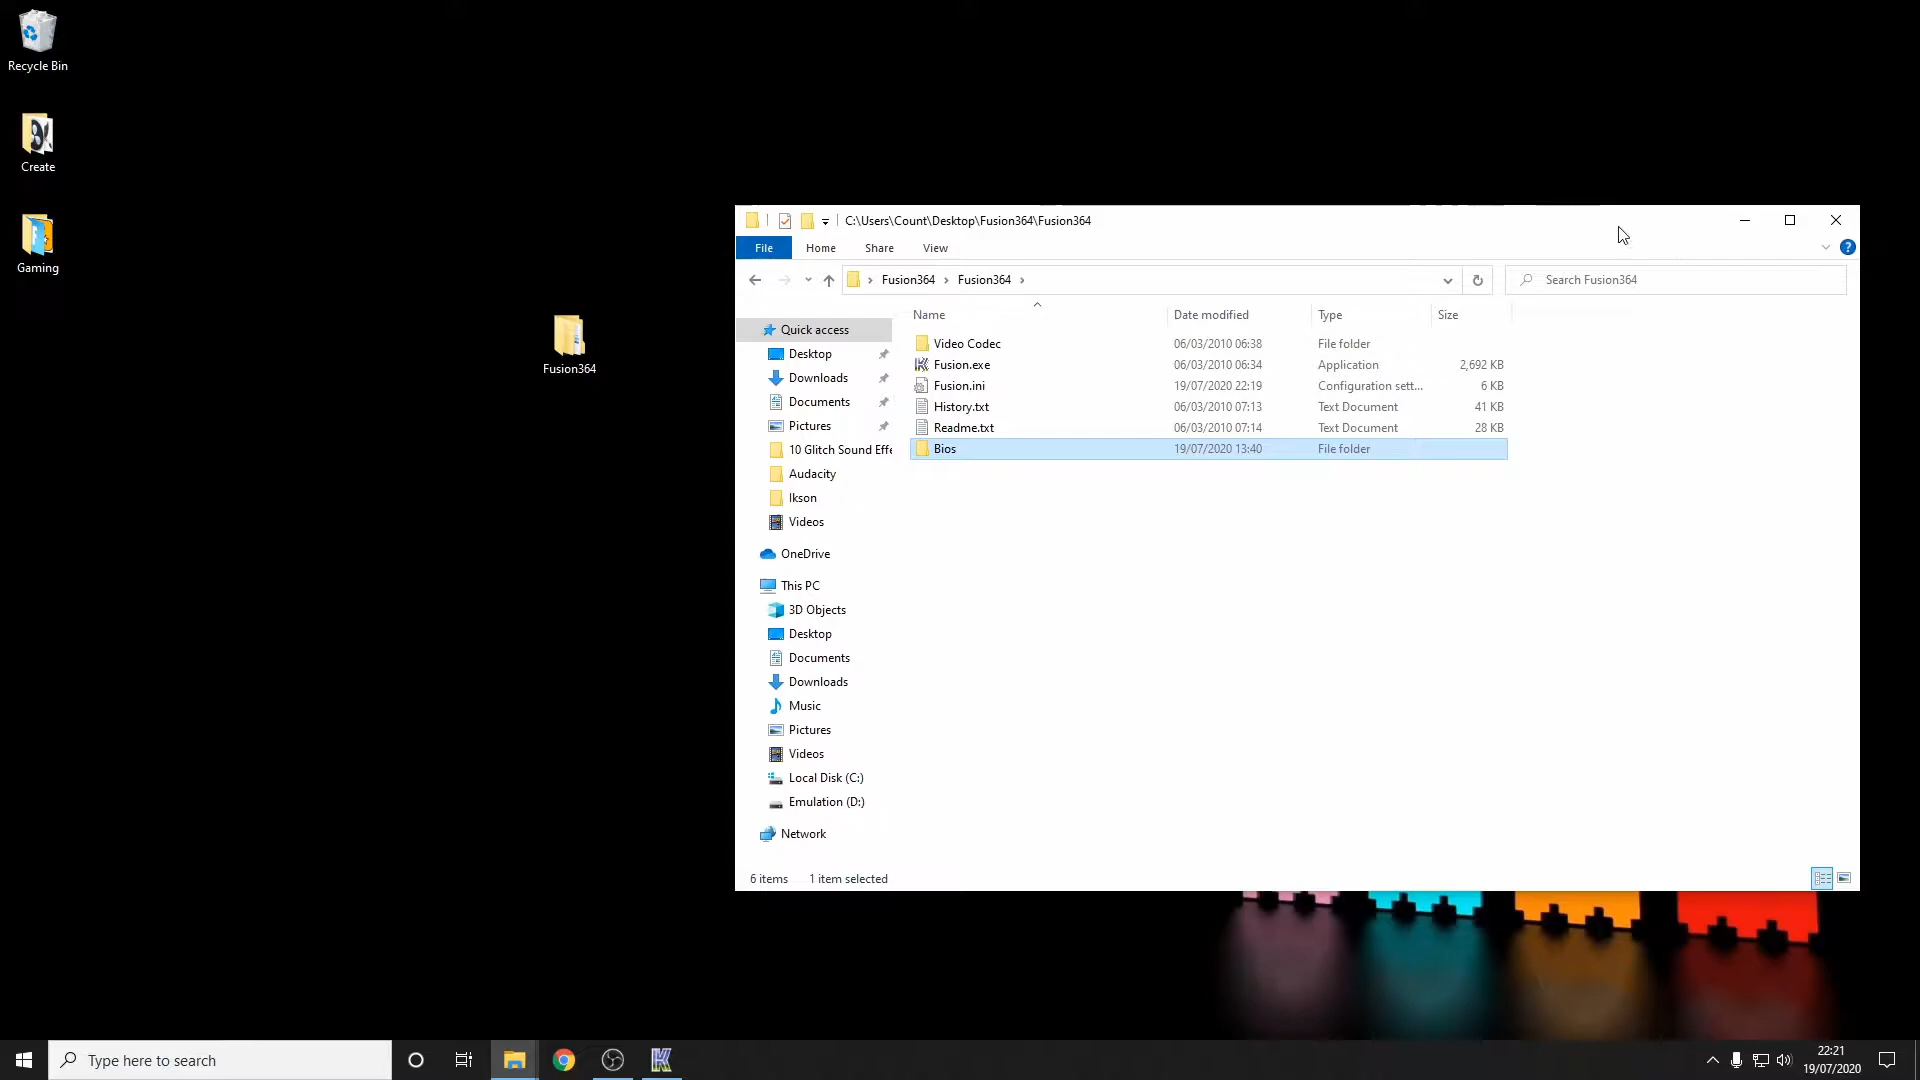 Recycle Bin
Create
Gaming
Fusion364
C:\Users\Count\Desktop\Fusion364\Fusion364
File Home Share View
Fusion364 Fusion364
Search Fusion364
Name Date modified Type Size
Video Codec 06/03/2010 06:38 File folder
Fusion.exe 06/03/2010 06:34 Application 2,692 KB
Fusion.ini 19/07/2020 22:19 Configuration sett... 6 KB
History.txt 06/03/2010 07:13 Text Document 41 KB
Readme.txt 06/03/2010 07:14 Text Document 28 KB
Bios 19/07/2020 13:40 File folder
Quick access
Desktop
Downloads
Documents
Pictures
10 Glitch Sound Effe
Audacity
Ikson
Videos
OneDrive
This PC
3D Objects
Desktop
Documents
Downloads
Music
Pictures
Videos
Local Disk (C:)
Emulation (D:)
Network
6 items 1 item selected
Type here to search
22:21
19/07/2020